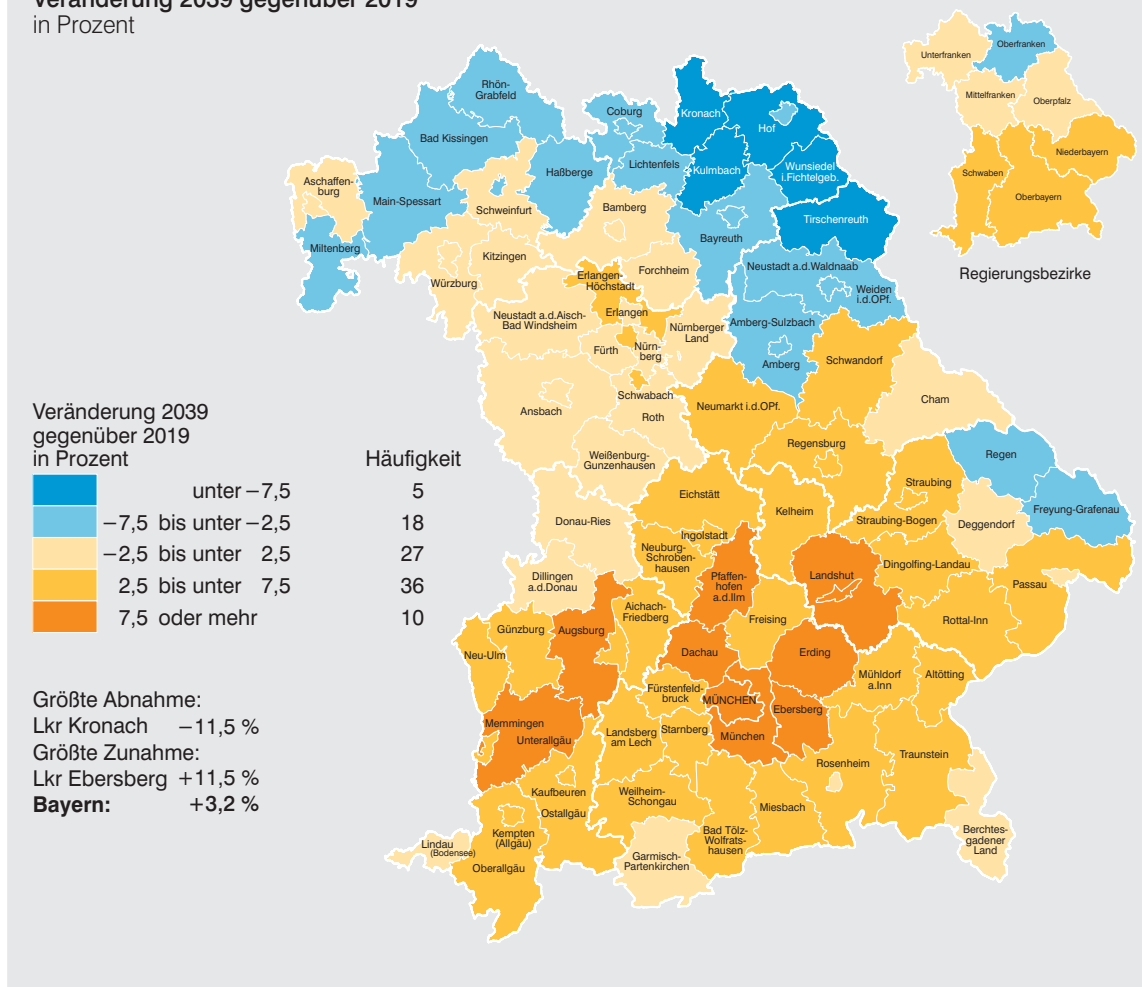 Veränderung 2039 gegenüber 2019
in Prozent
Unterfranken
Oberfranken
Mittelfranken
Oberpfalz
Niederbayern
Schwaben
Oberbayern
Regierungsbezirke
Rhön-
Grabfeld
Coburg
Kronach
Hof
Bad Kissingen
Lichtenfels
Kulmbach
Wunsiedel
i.Fichtelgeb.
Haßberge
Aschaffen-
burg
Main-Spessart
Schweinfurt
Bamberg
Tirschenreuth
Bayreuth
Miltenberg
Kitzingen
Würzburg
Forchheim
Neustadt a.d.Waldnaab
Weiden
i.d.OPf.
Erlangen-
Höchstadt
Neustadt a.d.Aisch-
Bad Windsheim
Erlangen
Nürnberger
Land
Amberg-Sulzbach
Fürth
Nürn-
berg
Amberg
Schwandorf
Schwabach
Ansbach
Roth
Neumarkt i.d.OPf.
Cham
Weißenburg-
Gunzenhausen
Regensburg
Regen
Eichstätt
Straubing
Freyung-Grafenau
Kelheim
Donau-Ries
Straubing-Bogen
Deggendorf
Ingolstadt
Neuburg-
Schroben-
hausen
Dingolfing-Landau
Dillingen
a.d.Donau
Pfaffen-
hofen
a.d.Ilm
Landshut
Passau
Aichach-
Friedberg
Freising
Rottal-Inn
Günzburg
Augsburg
Neu-Ulm
Dachau
Erding
Mühldorf
a.Inn
Altötting
Fürstenfeld-
bruck
MÜNCHEN
Ebersberg
Memmingen
Unterallgäu
Landsberg
am Lech
Starnberg
München
Traunstein
Rosenheim
Kaufbeuren
Weilheim-
Schongau
Miesbach
Ostallgäu
Kempten
(Allgäu)
Bad Tölz-
Wolfrats-
hausen
Berchtes-
gadener
Land
Lindau
(Bodensee)
Oberallgäu
Garmisch-
Partenkirchen
Veränderung 2039
gegenüber 2019
in Prozent Häufigkeit
unter −7,5 5
−7,5 bis unter −2,5 18
−2,5 bis unter 2,5 27
2,5 bis unter 7,5 36
7,5 oder mehr 10
Größte Abnahme:
Lkr Kronach −11,5 %
Größte Zunahme:
Lkr Ebersberg +11,5 %
Bayern: +3,2 %